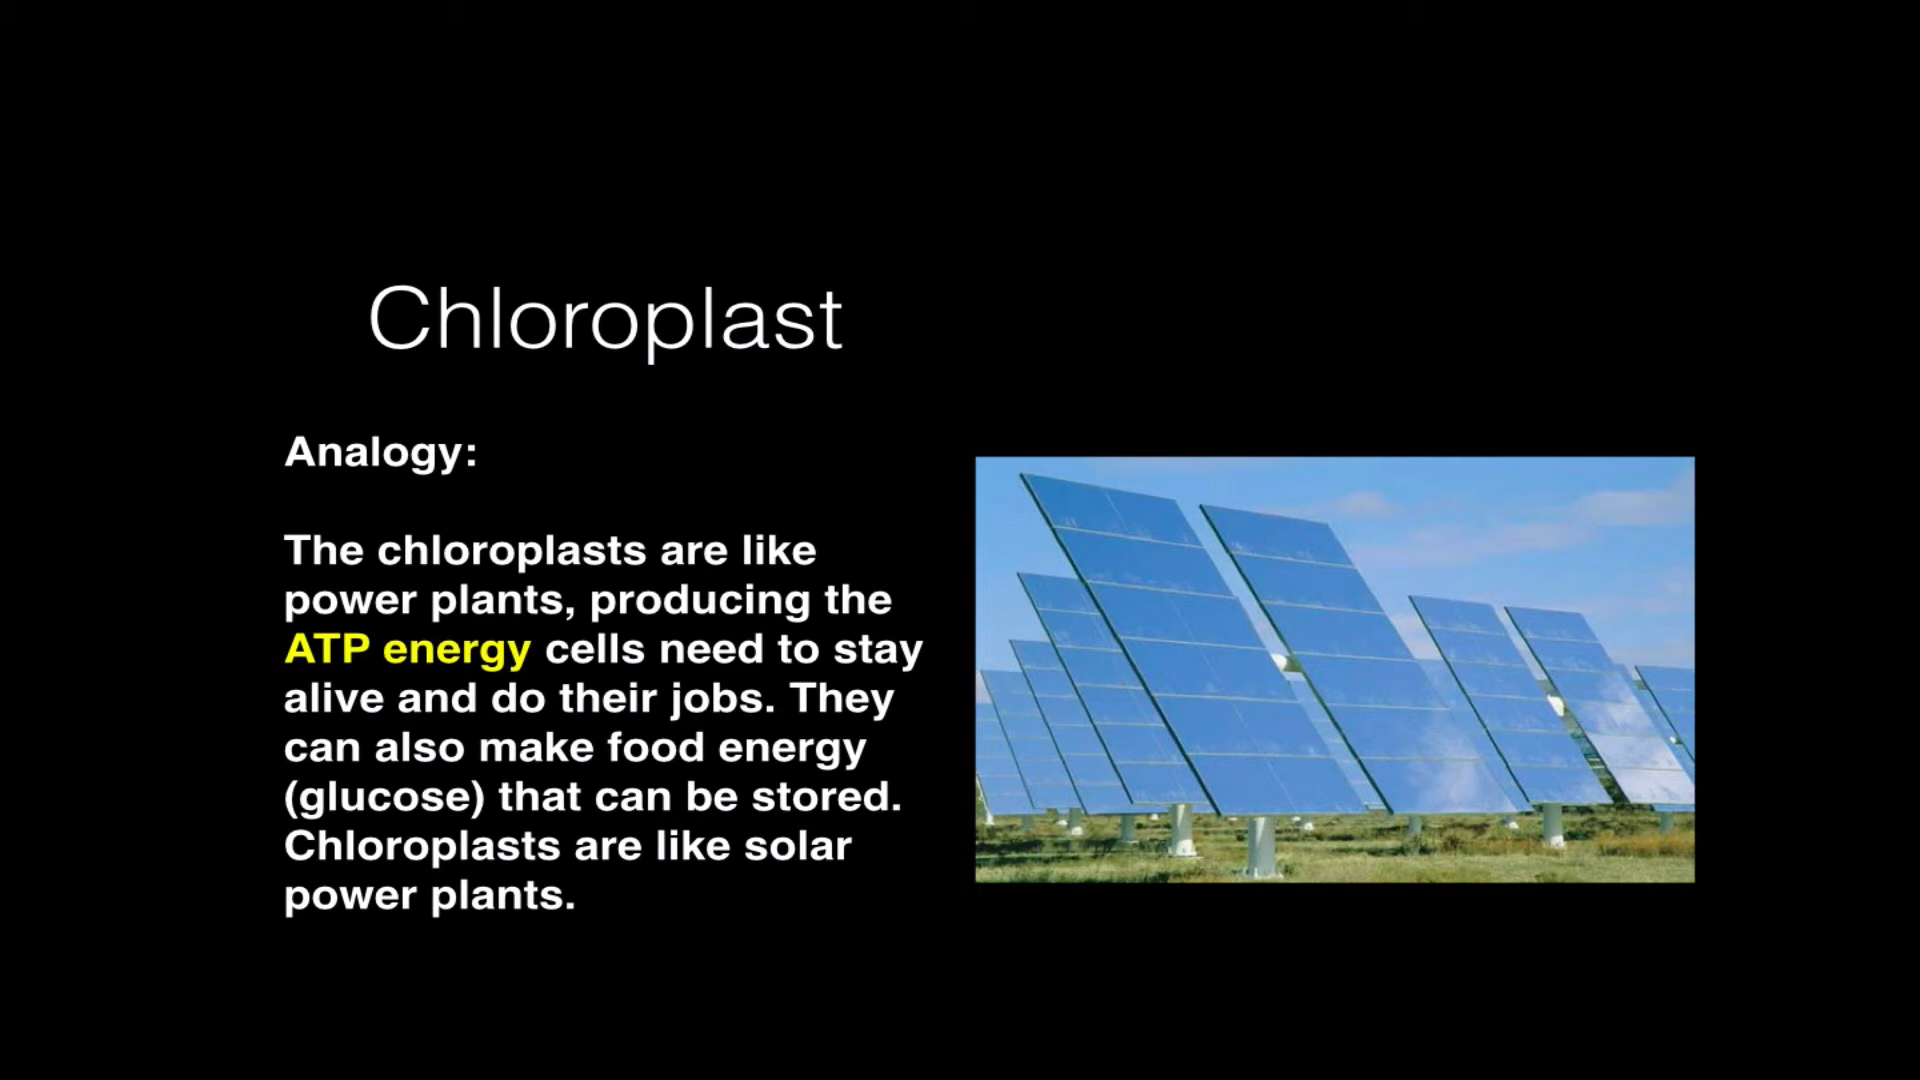 Chloroplast
Analogy:
The chloroplasts are like
power plants, producing the
ATP energy cells need to stay
alive and do their jobs. They
can also make food energy
(glucose) that can be stored.
Chloroplasts are like solar
power plants.